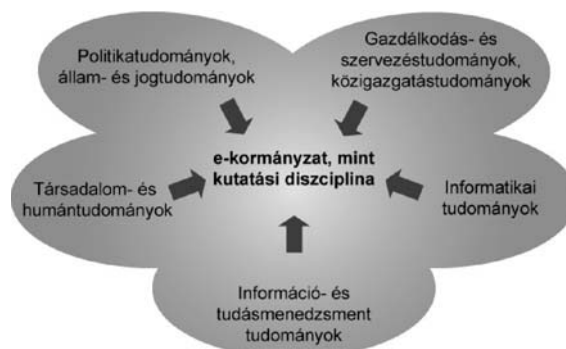 Politikatudományok,
állam- és jogtudományok
Gazdálkodás- és
szervezéstudományok,
közigazgatástudományok
e-kormányzat, mint
kutatási diszciplina
Társadalom- és
humántudományok
Informatikai
tudományok
Információ- és
tudásmenedzsment
tudományok